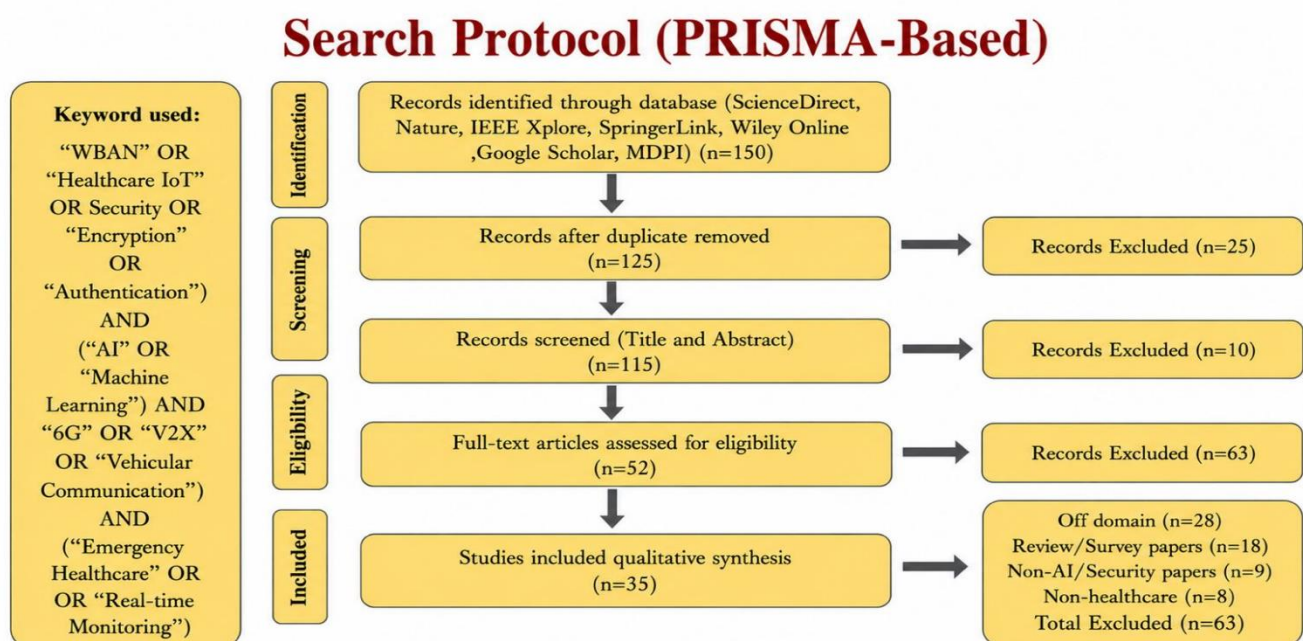 Search Protocol (PRISMA-Based)
Keyword used:
“WBAN” OR
“Healthcare IoT”
OR Security OR
“Encryption”
OR
“Authentication”)
AND
(“AI” OR
“Machine
Learning”) AND
“6G” OR “V2X”
OR “Vehicular
Communication”)
AND
(“Emergency
Healthcare” OR
OR “Real-time
Monitoring”)
Identification
Records identified through database (ScienceDirect,
Nature, IEEE Xplore, SpringerLink, Wiley Online
,Google Scholar, MDPI) (n=150)
Screening
Records after duplicate removed
(n=125)
Records Excluded (n=25)
Records screened (Title and Abstract)
(n=115)
Records Excluded (n=10)
Eligibility
Full-text articles assessed for eligibility
(n=52)
Records Excluded (n=63)
Included
Studies included qualitative synthesis
(n=35)
Off domain (n=28)
Review/Survey papers (n=18)
Non-AI/Security papers (n=9)
Non-healthcare (n=8)
Total Excluded (n=63)